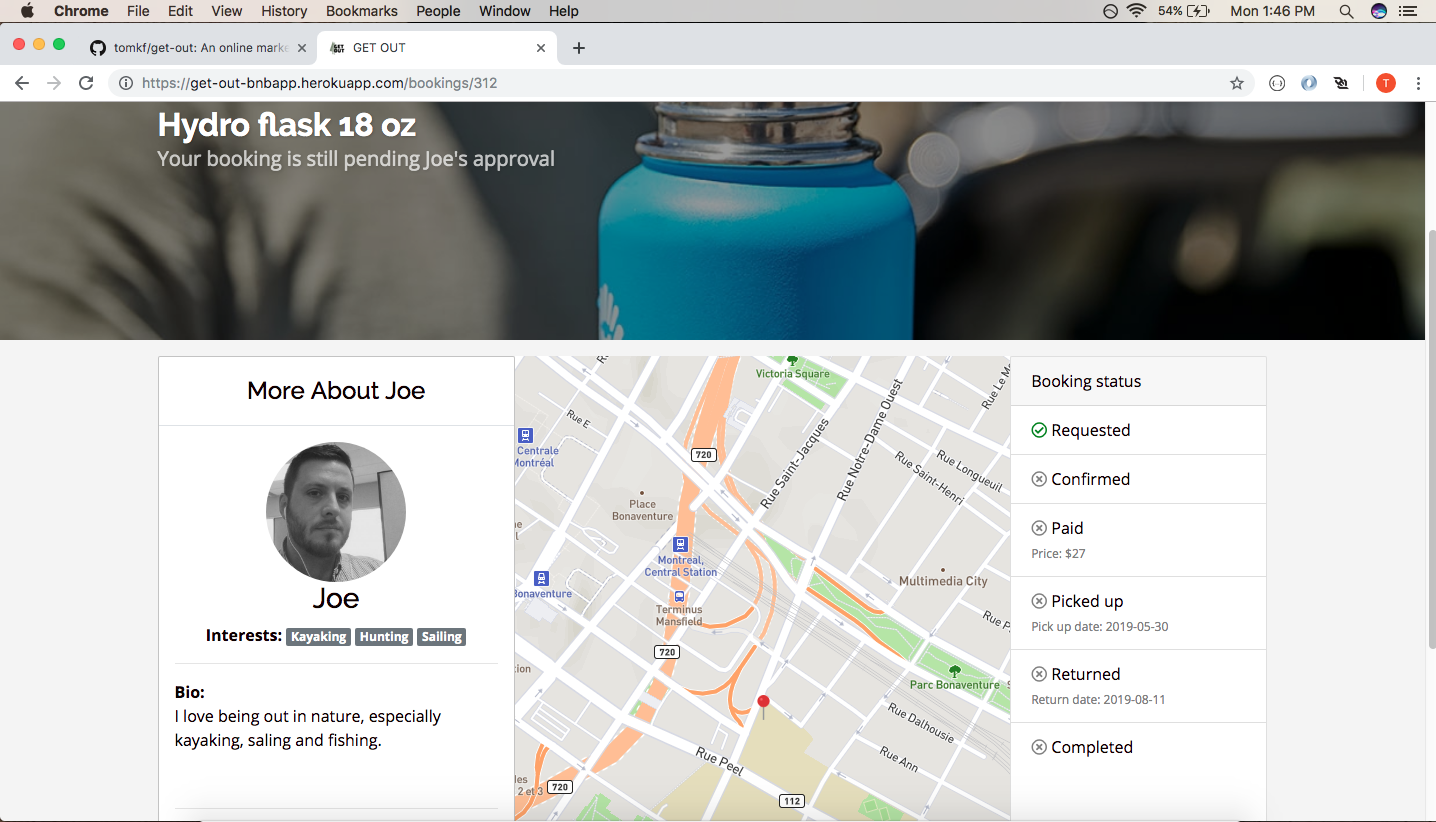 Chrome File Edit View History Bookmarks People Window Help 54% Mon 1:46 PM
tomkf/get-out: An online marke
GET OUT
https://get-out-bnbapp.herokuapp.com/bookings/312
T
Hydro flask 18 oz
Your booking is still pending Joe's approval
More About Joe
Joe
Interests: Kayaking Hunting Sailing
Bio:
I love being out in nature, especially
kayaking, saling and fishing.
Victoria Square
Rue Le Mo
Rue E
Centrale
Montréal
720
Rue Saint-Jacques
Rue Notre-Dame Ouest
Rue Longueuil
Rue Saint-Henri
Place
Bonaventure
Montreal,
Central Station
Bonaventure
Multimedia City
Terminus
Mansfield
Rue P
720
tion
Parc Bonaventure
Rue Dalhousie
Rue Peel
Rue Ann
les
2 et 3
720
112
Booking status
Requested
Confirmed
Paid
Price: $27
Picked up
Pick up date: 2019-05-30
Returned
Return date: 2019-08-11
Completed